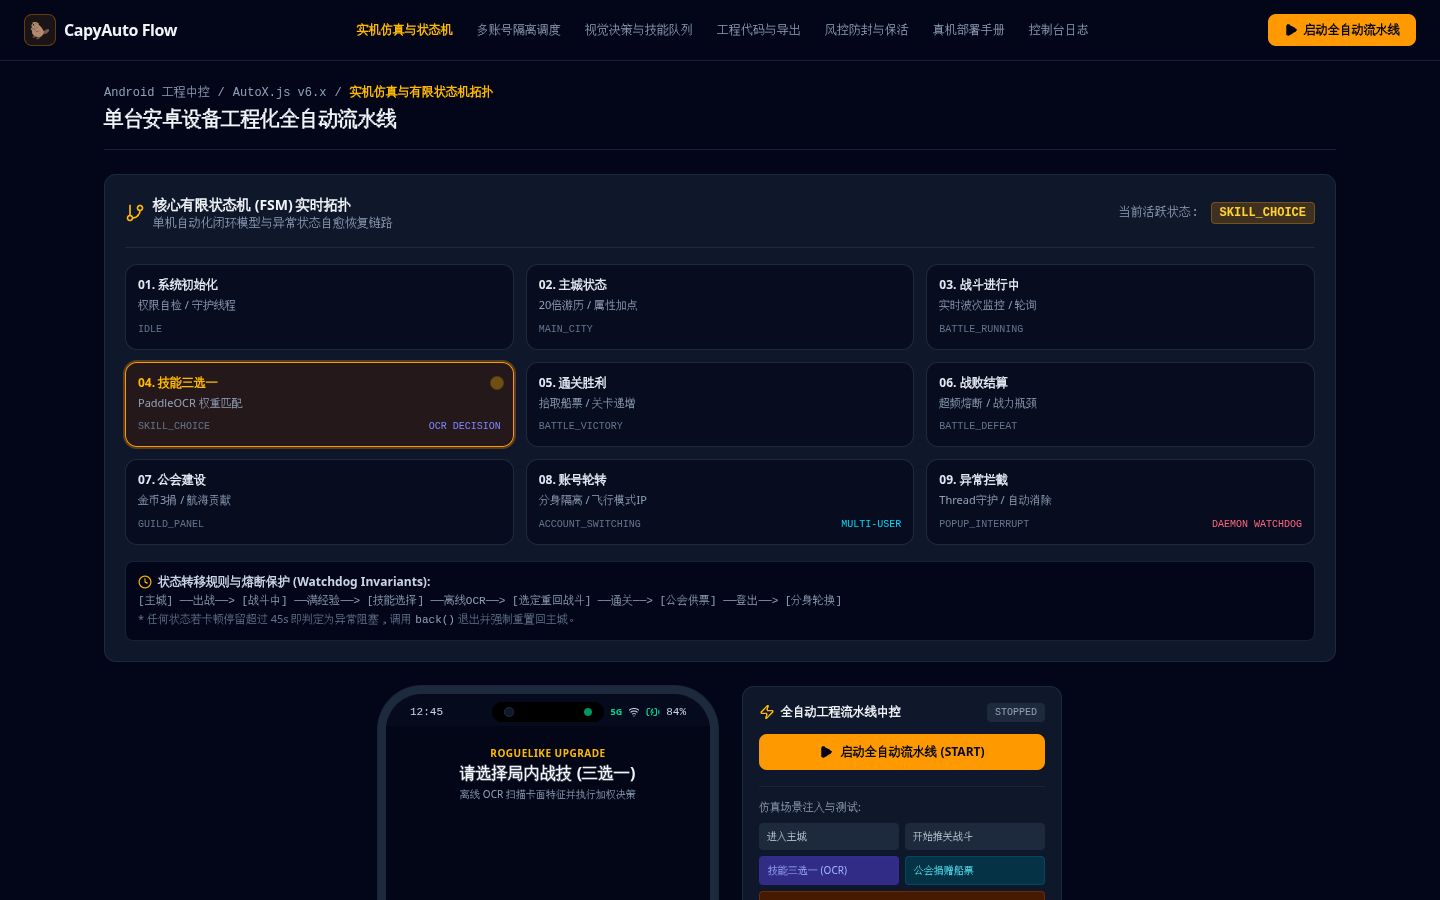 CapyAuto Flow
实机仿真与状态机
多账号隔离调度
视觉决策与技能队列
工程代码与导出
风控防封与保活
真机部署手册
控制台日志
启动全自动流水线
Android 工程中控 / AutoX.js v6.x / 实机仿真与有限状态机拓扑
单台安卓设备工程化全自动流水线
核心有限状态机 (FSM) 实时拓扑
单机自动化闭环模型与异常状态自愈恢复链路
当前活跃状态: SKILL_CHOICE
01. 系统初始化
权限自检 / 守护线程
IDLE
02. 主城状态
20倍游历 / 属性加点
MAIN_CITY
03. 战斗进行中
实时波次监控 / 轮询
BATTLE_RUNNING
04. 技能三选一
PaddleOCR 权重匹配
SKILL_CHOICE
OCR DECISION
05. 通关胜利
拾取船票 / 关卡递增
BATTLE_VICTORY
06. 战败结算
超频熔断 / 战力瓶颈
BATTLE_DEFEAT
07. 公会建设
金币3捐 / 航海贡献
GUILD_PANEL
08. 账号轮转
分身隔离 / 飞行模式IP
ACCOUNT_SWITCHING
MULTI-USER
09. 异常拦截
Thread守护 / 自动消除
POPUP_INTERRUPT
DAEMON WATCHDOG
状态转移规则与熔断保护 (Watchdog Invariants):
[主城] ──出战──> [战斗中] ──满经验──> [技能选择] ──离线OCR──> [选定重回战斗] ──通关──> [公会供票] ──登出──> [分身轮换]
* 任何状态若卡顿停留超过 45s 即判定为异常阻塞，调用 back() 退出并强制重置回主城。
12:45
5G
84%
ROGUELIKE UPGRADE
请选择局内战技 (三选一)
离线 OCR 扫描卡面特征并执行加权决策
全自动工程流水线中控
STOPPED
启动全自动流水线 (START)
仿真场景注入与测试:
进入主城
开始推关战斗
技能三选一 (OCR)
公会捐赠船票